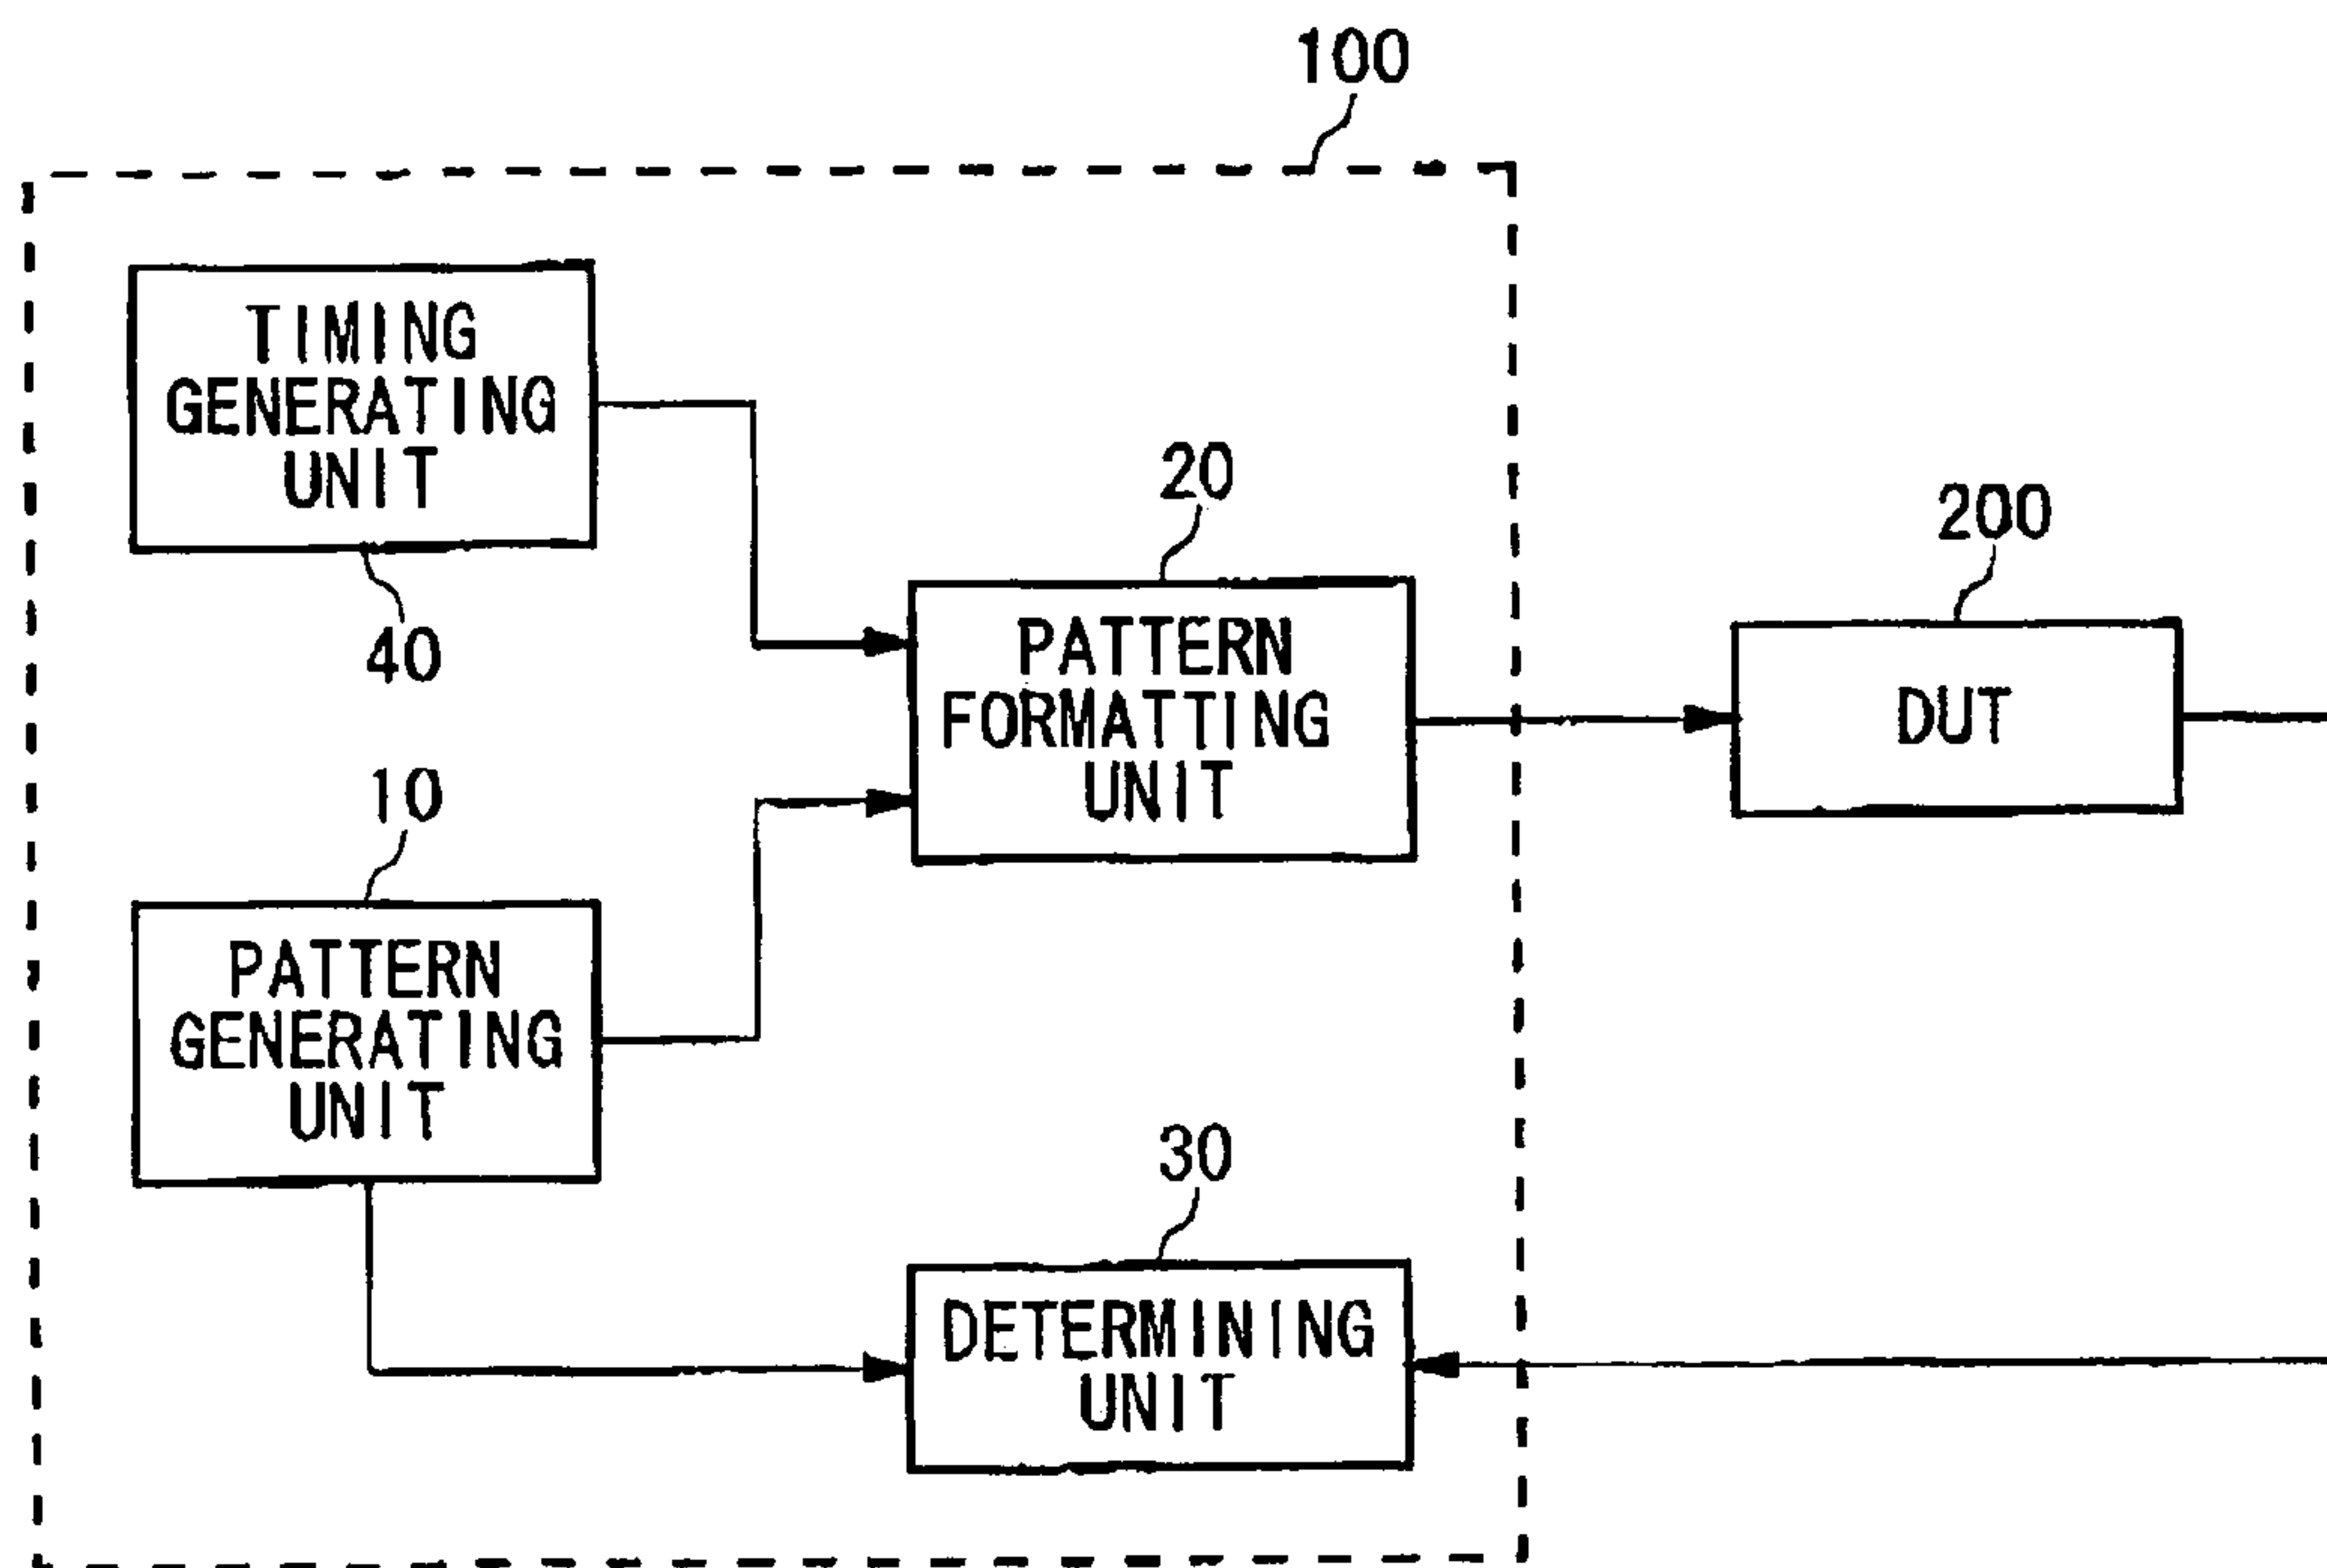 100
TIMING
GENERATING
UNIT
40
20
PATTERN
FORMATTING
UNIT
200
DUT
10
PATTERN
GENERATING
UNIT
30
DETERMINING
UNIT